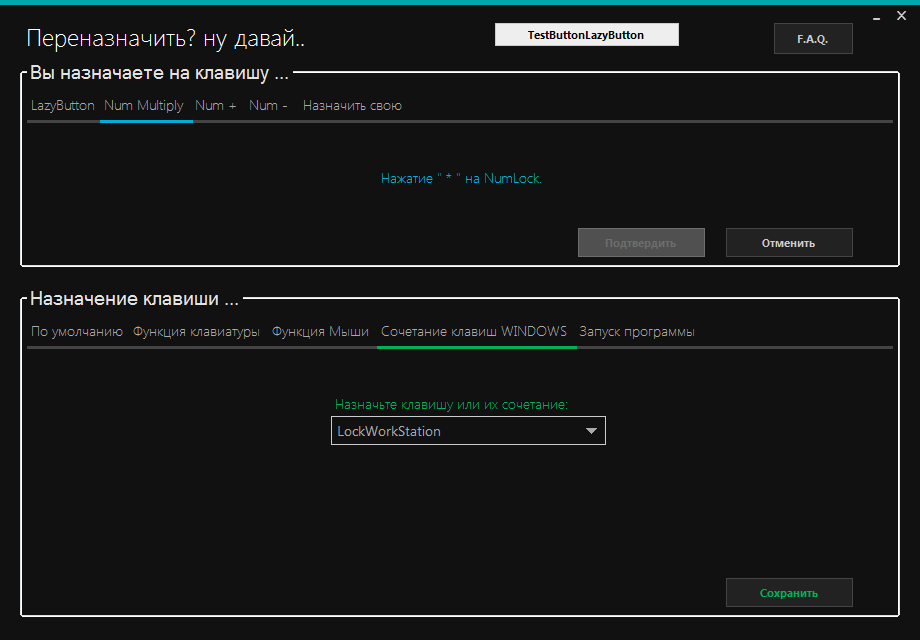 Переназначить? ну давай..
TestButtonLazyButton
F.A.Q.
Вы назначаете на клавишу ...
LazyButton Num Multiply Num + Num - Назначить свою
Нажатие " * " на NumLock.
Подтвердить Отменить
Назначение клавиши ...
По умолчанию Функция клавиатуры Функция Мыши Сочетание клавиш WINDOWS Запуск программы
Назначьте клавишу или их сочетание:
LockWorkStation
Сохранить